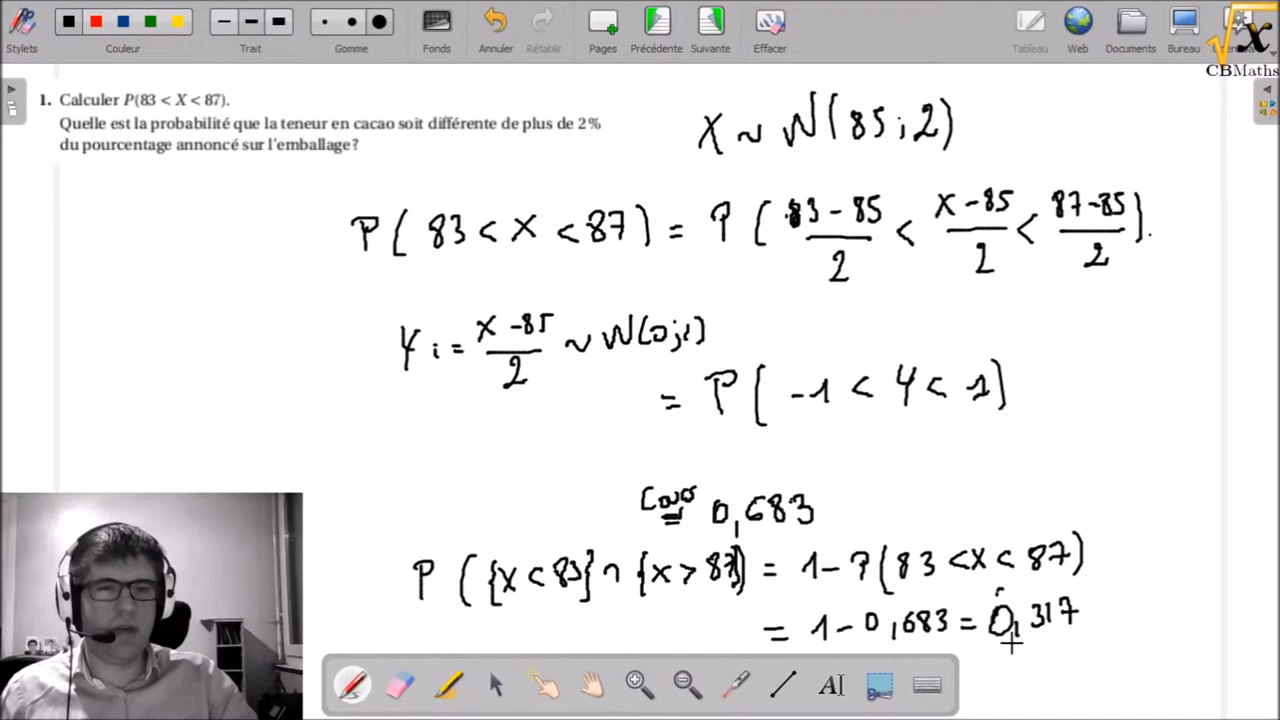 Stylets Couleur Trait Gomme Fonds Annuler Rétablir Pages Précédente Suivante Effacer Tableau Web Documents Bureau
CBMaths
1. Calculer P(83 < X < 87).
Quelle est la probabilité que la teneur en cacao soit différente de plus de 2%
du pourcentage annoncé sur l'emballage?
X ~ N(85 ; 2)
P(83 < X < 87) = P( (83 - 85)/2 < (X - 85)/2 < (87 - 85)/2 ).
Y := (X - 85)/2 ~ N(0;1)
= P(-1 < Y < 1)
Cours = 0,683
P({X < 83} ∩ {X > 87}) = 1 - P(83 < X < 87)
= 1 - 0,683 = 0,317